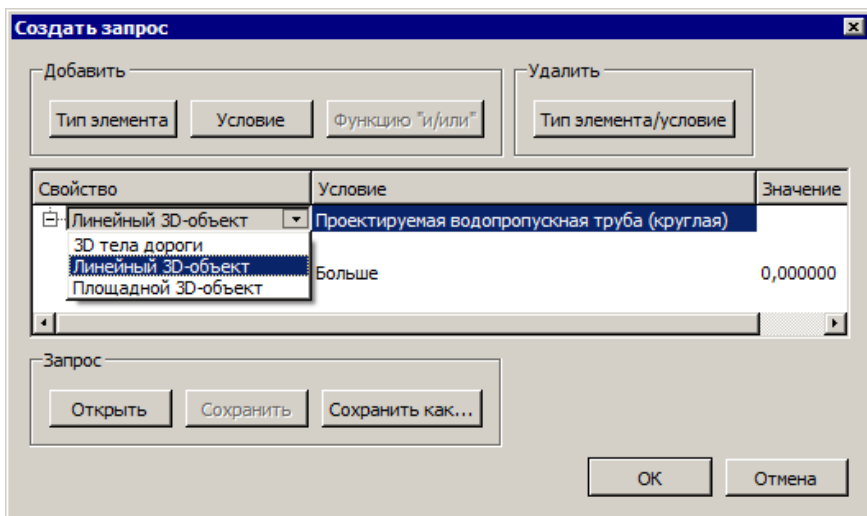 Создать запрос
Добавить
Удалить
Тип элемента Условие Функцию "и/или" Тип элемента/условие
Свойство Условие Значение
Линейный 3D-объект Проектируемая водопропускная труба (круглая)
3D тела дороги
Линейный 3D-объект
Больше 0,000000
Площадной 3D-объект
Запрос
Открыть Сохранить Сохранить как...
ОК Отмена